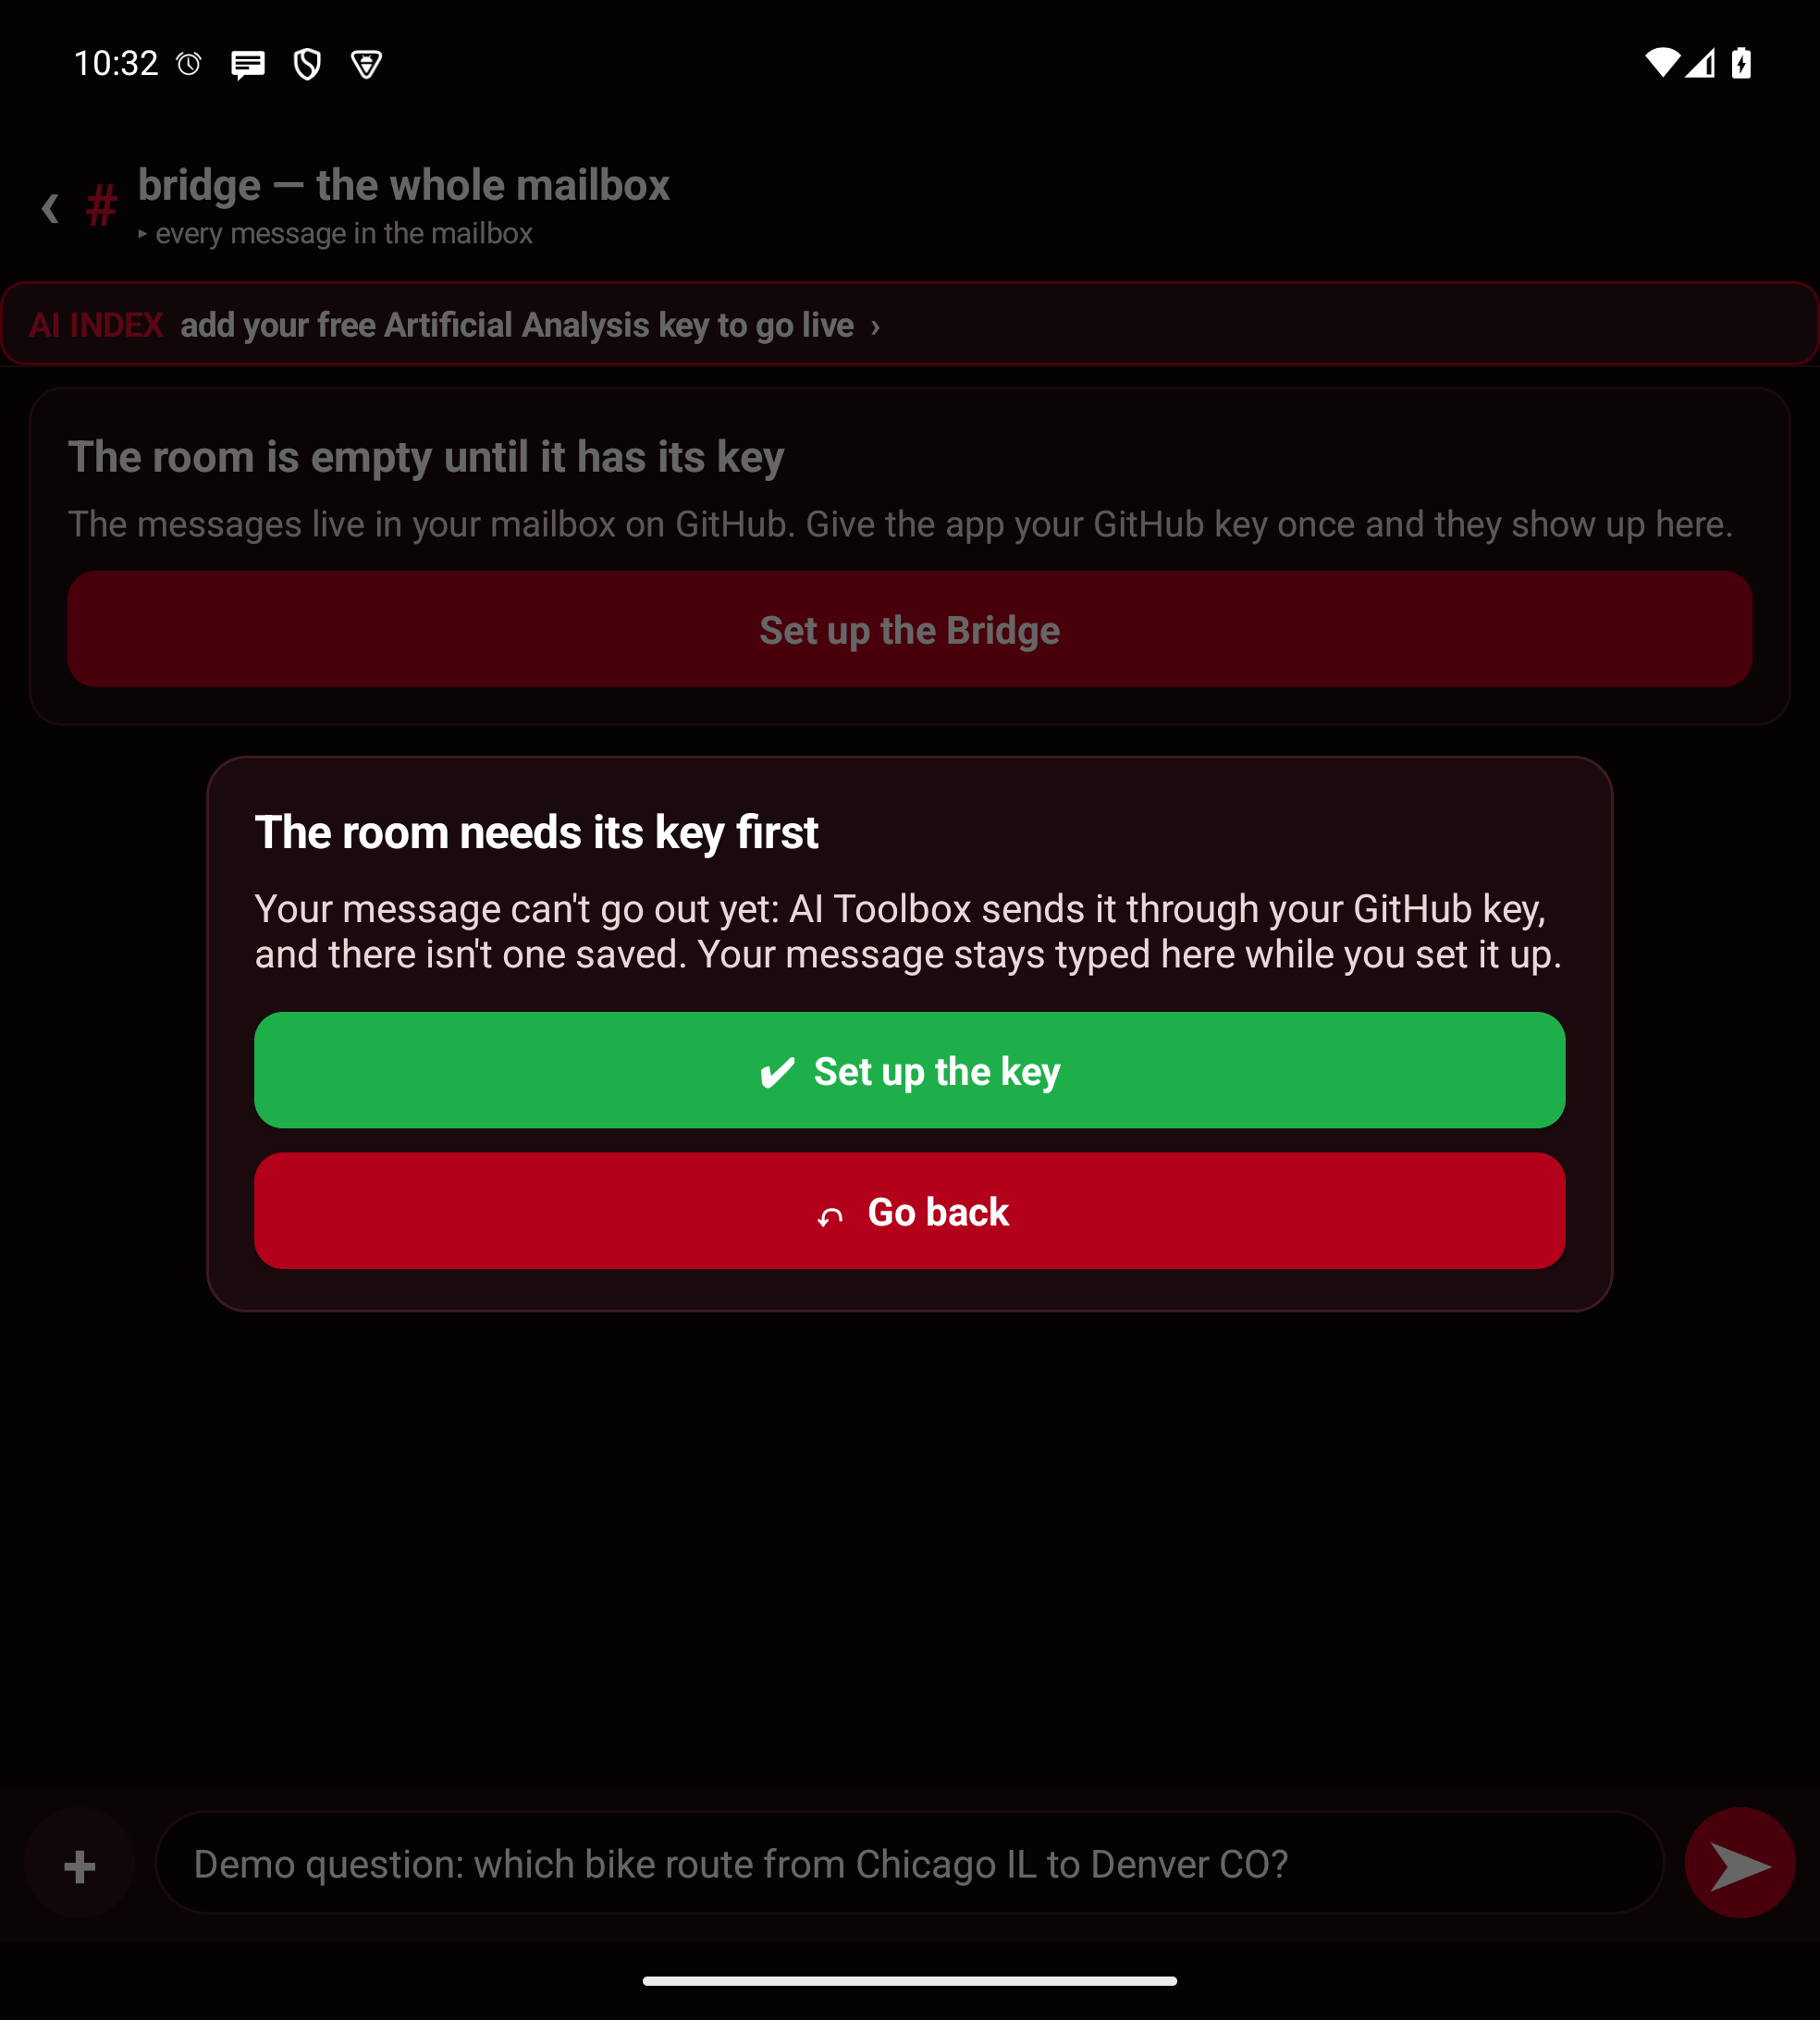 10:32
bridge — the whole mailbox
▸ every message in the mailbox
AI INDEX add your free Artificial Analysis key to go live ›
The room is empty until it has its key
The messages live in your mailbox on GitHub. Give the app your GitHub key once and they show up here.
Set up the Bridge
The room needs its key first
Your message can't go out yet: AI Toolbox sends it through your GitHub key,
and there isn't one saved. Your message stays typed here while you set it up.
✔ Set up the key
Go back
Demo question: which bike route from Chicago IL to Denver CO?